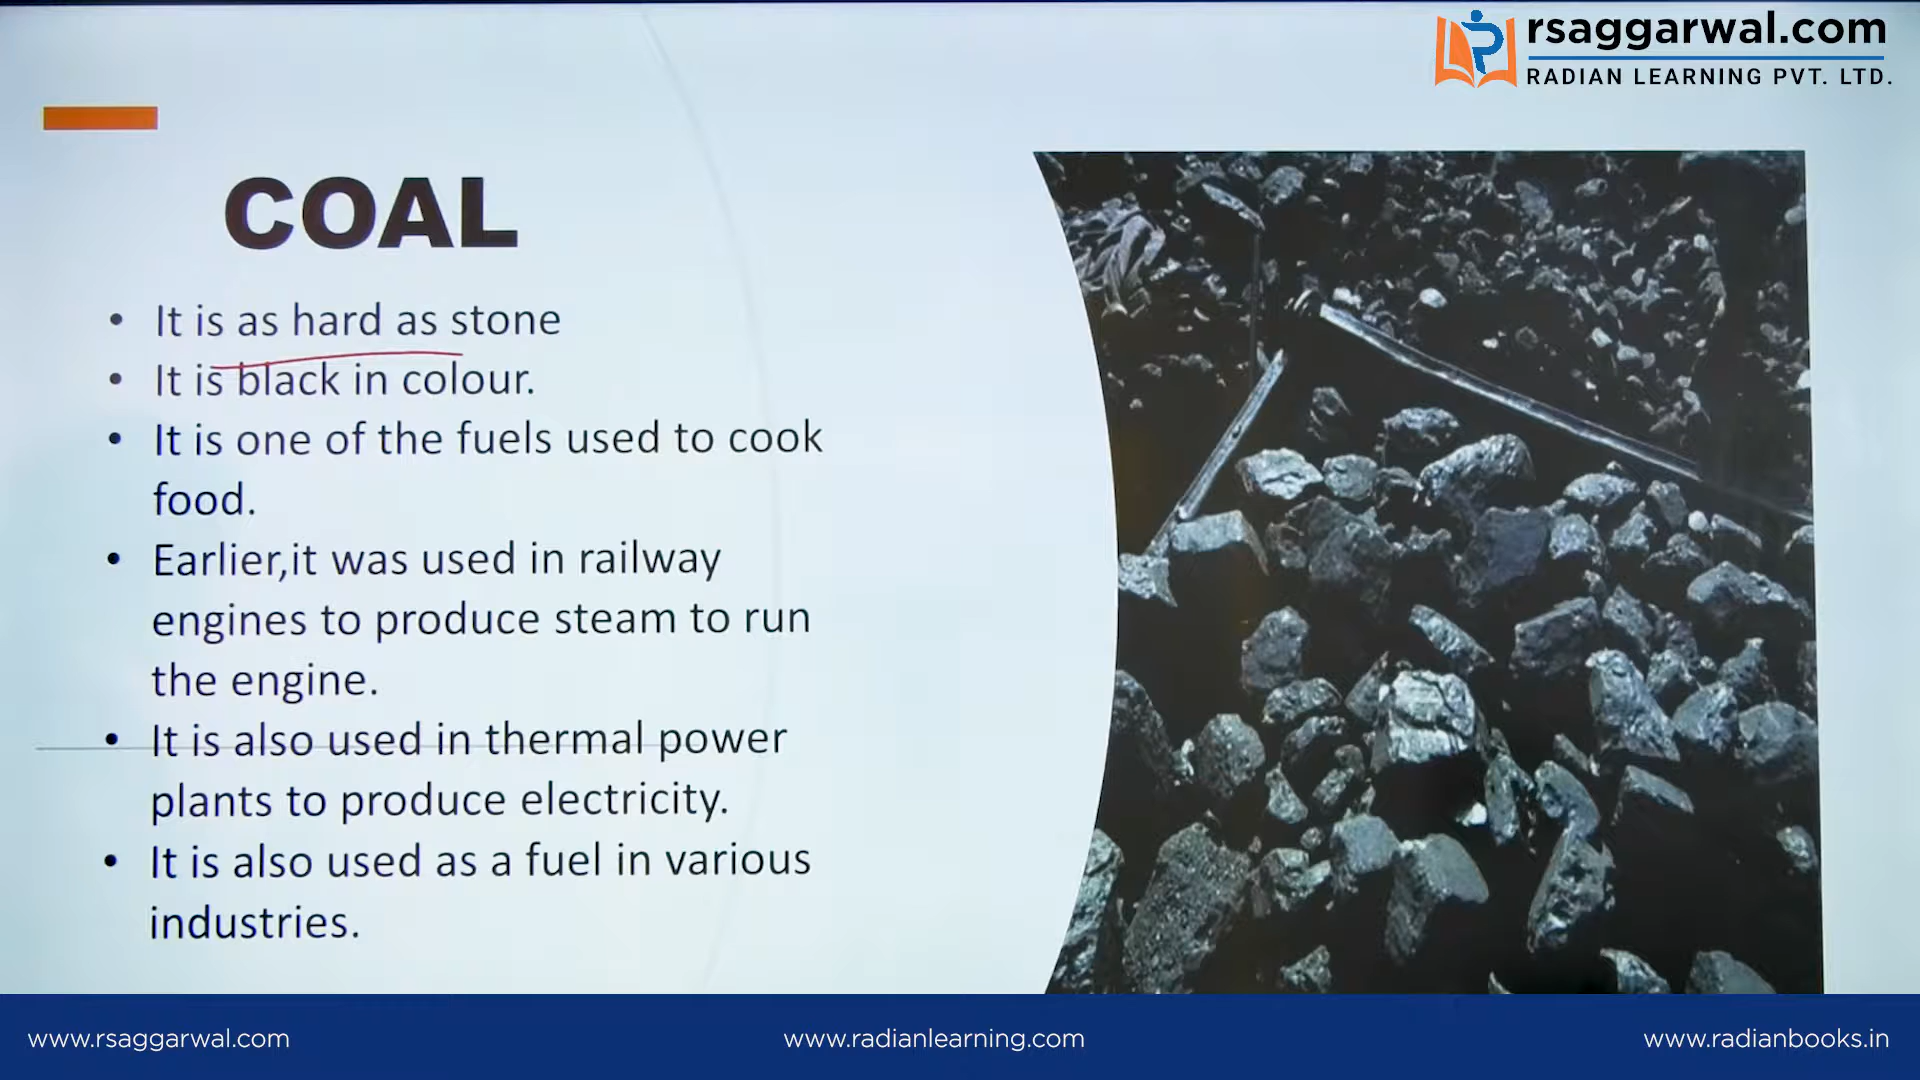 rsaggarwal.com
RADIAN LEARNING PVT. LTD.
COAL
• It is as hard as stone
• It is black in colour.
• It is one of the fuels used to cook
food.
• Earlier,it was used in railway
engines to produce steam to run
the engine.
• It is also used in thermal power
plants to produce electricity.
• It is also used as a fuel in various
industries.
www.rsaggarwal.com
www.radianlearning.com
www.radianbooks.in